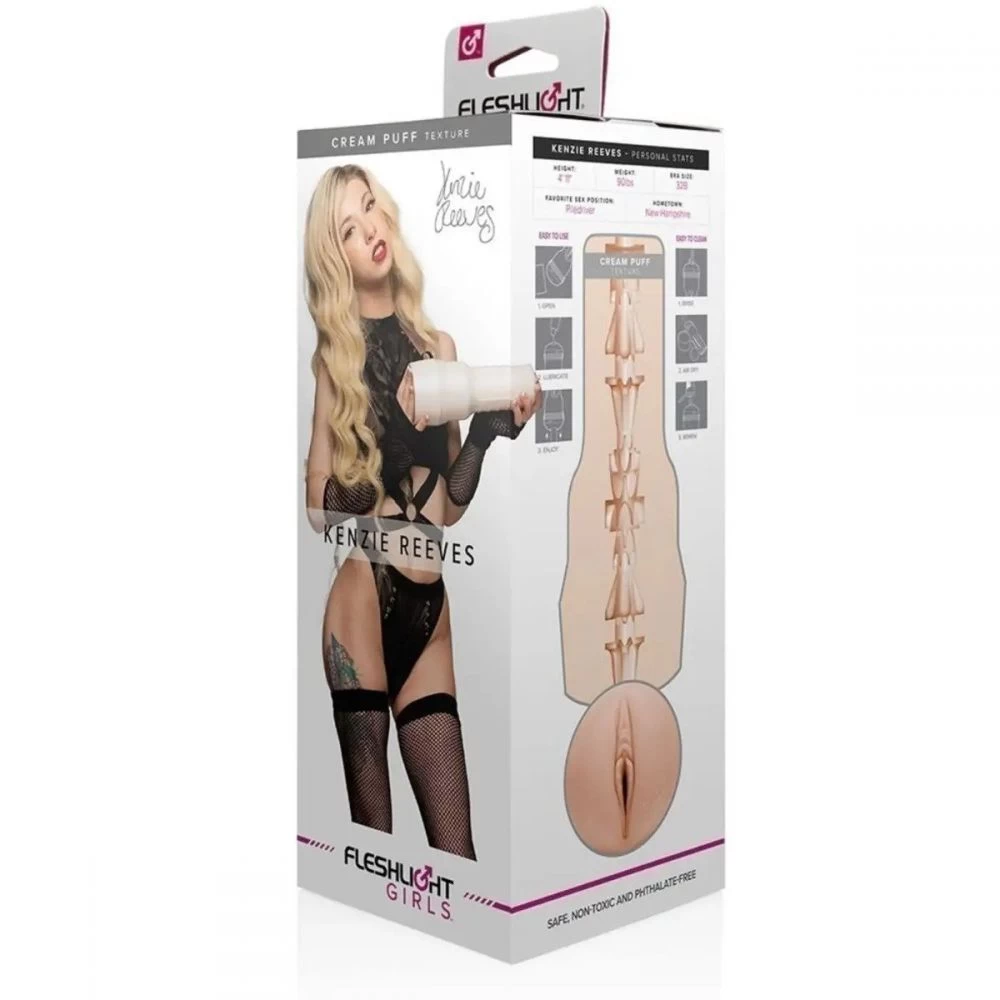 FLESHLIGHT
CREAM PUFF TEXTURE
Kenzie Reeves
KENZIE REEVES
FLESHLIGHT
GIRLS
KENZIE REEVES - PERSONAL STATS
HEIGHT: WEIGHT: BRA SIZE:
4'11" 90lbs 32B
FAVORITE SEX POSITION: HOMETOWN:
Piledriver New Hampshire
EASY TO USE EASY TO CLEAN
CREAM PUFF
TEXTURE
1. OPEN 1. RINSE
2. LUBRICATE 2. AIR DRY
3. ENJOY
SAFE, NON-TOXIC AND PHTHALATE-FREE